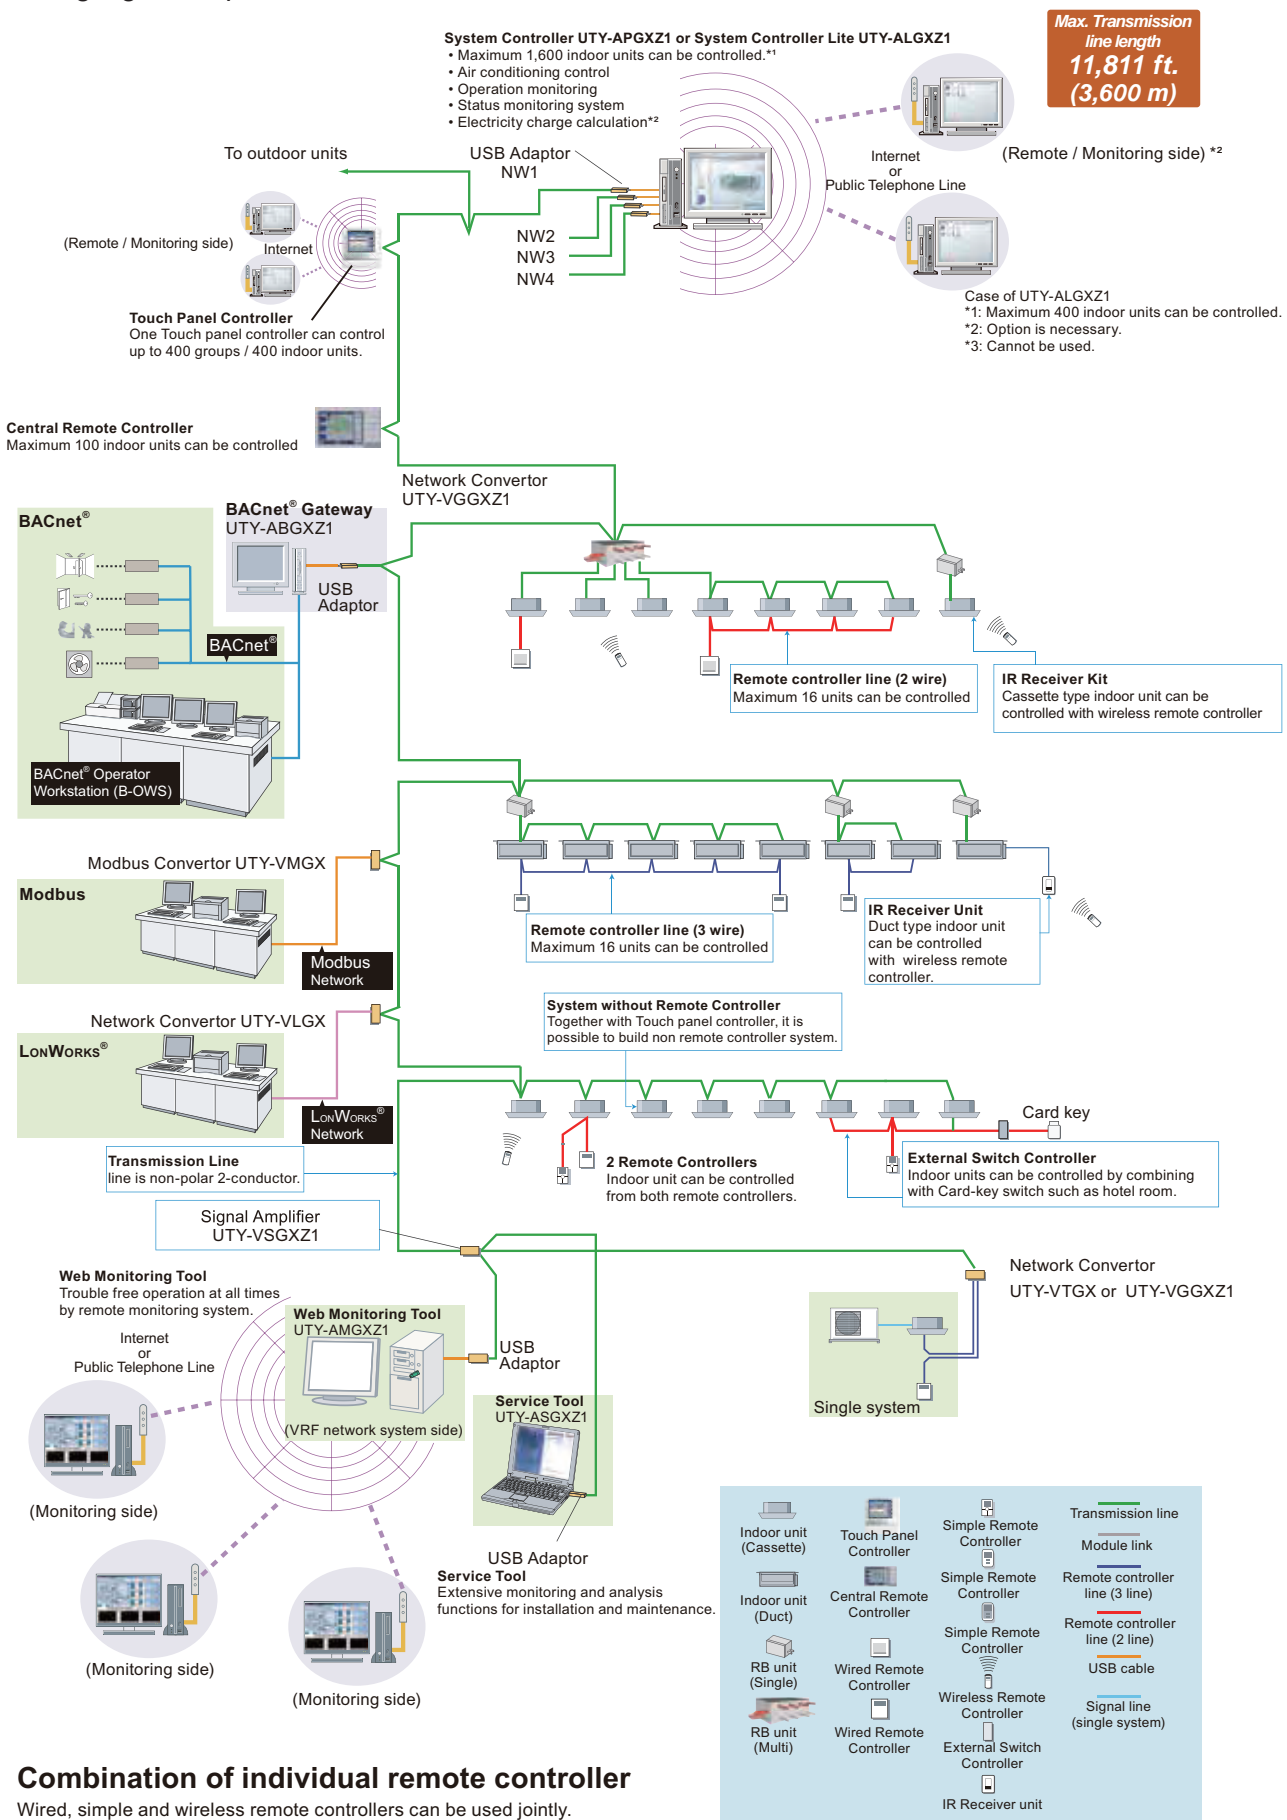 Max. Transmission
line length
11,811 ft.
(3,600 m)
System Controller UTY-APGXZ1 or System Controller Lite UTY-ALGXZ1
• Maximum 1,600 indoor units can be controlled.*¹
• Air conditioning control
• Operation monitoring
• Status monitoring system
• Electricity charge calculation*²
To outdoor units
USB Adaptor
NW1
NW2
NW3
NW4
Internet
or
Public Telephone Line
(Remote / Monitoring side) *²
(Remote / Monitoring side)
Internet
Touch Panel Controller
One Touch panel controller can control
up to 400 groups / 400 indoor units.
Case of UTY-ALGXZ1
*1: Maximum 400 indoor units can be controlled.
*2: Option is necessary.
*3: Cannot be used.
Central Remote Controller
Maximum 100 indoor units can be controlled
Network Convertor
UTY-VGGXZ1
BACnet®
BACnet® Gateway
UTY-ABGXZ1
USB
Adaptor
BACnet®
BACnet® Operator
Workstation (B-OWS)
Remote controller line (2 wire)
Maximum 16 units can be controlled
IR Receiver Kit
Cassette type indoor unit can be
controlled with wireless remote controller
Modbus Convertor UTY-VMGX
Modbus
Modbus
Network
Remote controller line (3 wire)
Maximum 16 units can be controlled
IR Receiver Unit
Duct type indoor unit
can be controlled
with wireless remote
controller.
Network Convertor UTY-VLGX
LONWORKS®
LONWORKS®
Network
System without Remote Controller
Together with Touch panel controller, it is
possible to build non remote controller system.
Card key
Transmission Line
line is non-polar 2-conductor.
2 Remote Controllers
Indoor unit can be controlled
from both remote controllers.
External Switch Controller
Indoor units can be controlled by combining
with Card-key switch such as hotel room.
Signal Amplifier
UTY-VSGXZ1
Network Convertor
UTY-VTGX or UTY-VGGXZ1
Single system
Web Monitoring Tool
Trouble free operation at all times
by remote monitoring system.
Internet
or
Public Telephone Line
Web Monitoring Tool
UTY-AMGXZ1
(VRF network system side)
USB
Adaptor
Service Tool
UTY-ASGXZ1
USB Adaptor
Service Tool
Extensive monitoring and analysis
functions for installation and maintenance.
(Monitoring side)
(Monitoring side)
(Monitoring side)
Indoor unit
(Cassette)
Indoor unit
(Duct)
RB unit
(Single)
RB unit
(Multi)
Touch Panel
Controller
Central Remote
Controller
Wired Remote
Controller
Wired Remote
Controller
Simple Remote
Controller
Simple Remote
Controller
Simple Remote
Controller
Wireless Remote
Controller
External Switch
Controller
IR Receiver unit
Transmission line
Module link
Remote controller
line (3 line)
Remote controller
line (2 line)
USB cable
Signal line
(single system)
Combination of individual remote controller
Wired, simple and wireless remote controllers can be used jointly.